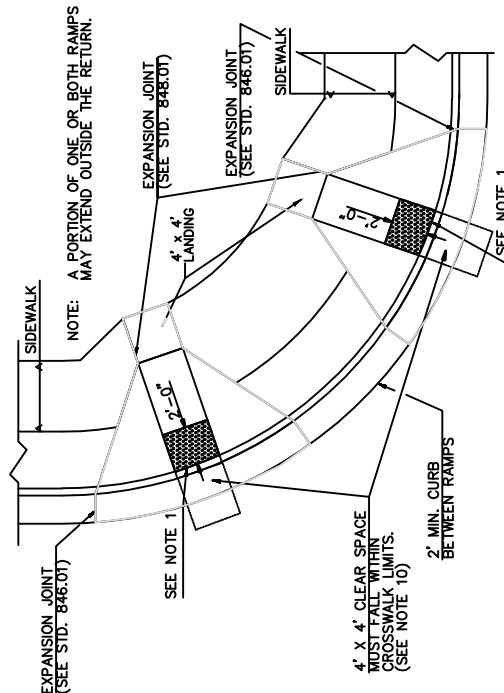 NOTE: A PORTION OF ONE OR BOTH RAMPS
MAY EXTEND OUTSIDE THE RETURN.
EXPANSION JOINT
(SEE STD. 848.01)
EXPANSION JOINT
(SEE STD. 846.01)
SIDEWALK
SIDEWALK
4' x 4'
LANDING
2'-0"
2'-0"
SEE NOTE 1
SEE NOTE 1
EXPANSION JOINT
(SEE STD. 846.01)
4' X 4' CLEAR SPACE
MUST FALL WITHIN
CROSSWALK LIMITS.
(SEE NOTE 10)
2' MIN. CURB
BETWEEN RAMPS